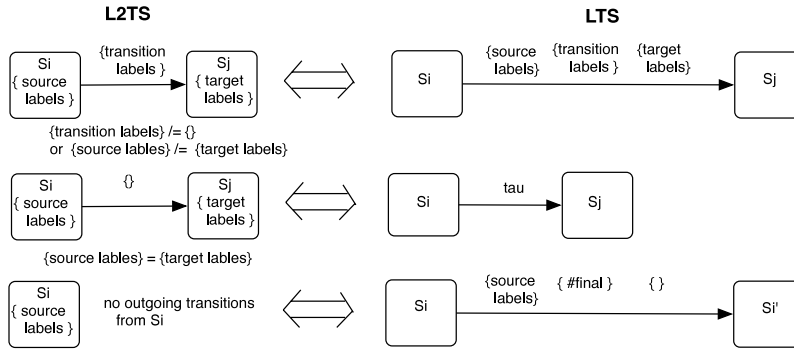 L2TS
LTS
Si
{ source
labels }
{transition
labels }
Sj
{ target
labels }
Si
{source
labels}
{transition
labels }
{target
labels}
Sj
{transition labels} /= {}
or {source lables} /= {target labels}
Si
{ source
labels }
{}
Sj
{ target
labels }
Si
tau
Sj
{source lables} = {target lables}
Si
{ source
labels }
no outgoing transitions
from Si
Si
{source
labels}
{ #final }
{ }
Si'